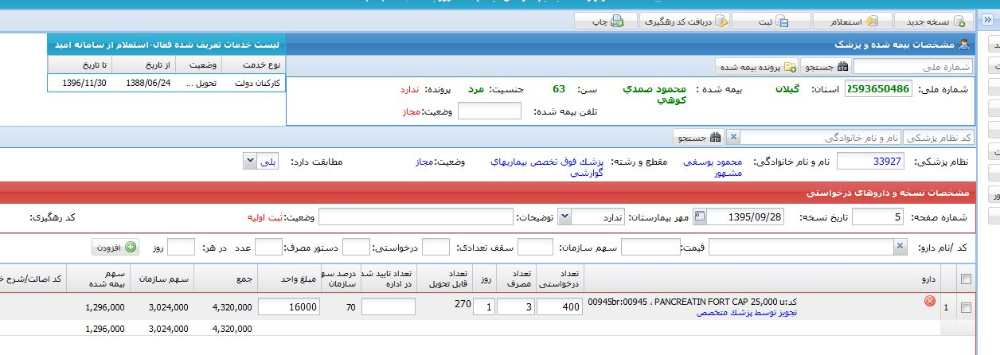 نسخه جدید استعلام ثبت دریافت کد رهگیری چاپ
مشخصات بیمه شده و پزشک
لیست خدمات تعریف شده فعال-استعلام از سامانه امید
شماره ملی جستجو پرونده بیمه شده
نوع خدمت وضعیت از تاریخ تا تاریخ
کارکنان دولت تحویل ... 1388/06/24 1396/11/30
شماره ملی: 2593650486 استان: گیلان بیمه شده : محمود صمدي کوهي سن: 63 جنسیت: مرد پرونده: ندارد
تلفن بیمه شده: وضعیت: مجاز
کد نظام پزشکی نام و نام خانوادگی جستجو
نظام پزشکی: 33927 نام و نام خانوادگی: محمود یوسفي مشهور مقطع و رشته: پزشك فوق تخصص بیماریهاي گوارشي وضعیت: مجاز مطابقت دارد: بلی
مشخصات نسخه و داروهای درخواستی
شماره صفحه: 5 تاریخ نسخه: 1395/09/28 مهر بیمارستان: ندارد توضیحات: وضعیت: ثبت اولیه کد رهگیری:
کد /نام دارو: قیمت: سهم سازمان: سقف تعدادی: درخواستی: دستور مصرف: عدد در هر: روز افزودن
دارو تعداد درخواستی تعداد مصرف روز تعداد قابل تحویل تعداد تایید شد در اداره درصد سه سازمان مبلغ واحد جمع سهم سازمان سهم بیمه شده کد اصالت/شرح خ
1 کد:00945br:00945 ، PANCREATIN FORT CAP 25,000 u 400 3 1 270 70 16000 4,320,000 3,024,000 1,296,000
تجویز توسط پزشك متخصص
4,320,000 3,024,000 1,296,000